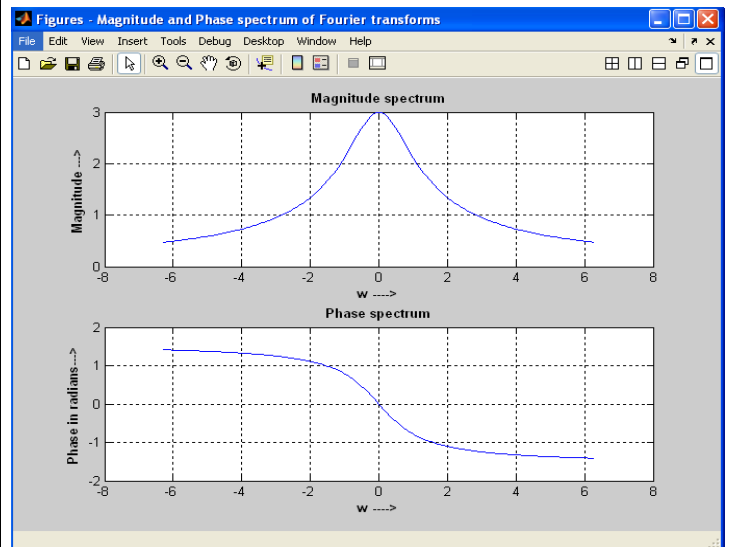 Figures - Magnitude and Phase spectrum of Fourier transforms
File Edit View Insert Tools Debug Desktop Window Help
Magnitude spectrum
Magnitude --->
3
2
1
0
-8 -6 -4 -2 0 2 4 6 8
w ---->
Phase spectrum
Phase in radians--->
2
1
0
-1
-2
-8 -6 -4 -2 0 2 4 6 8
w ---->